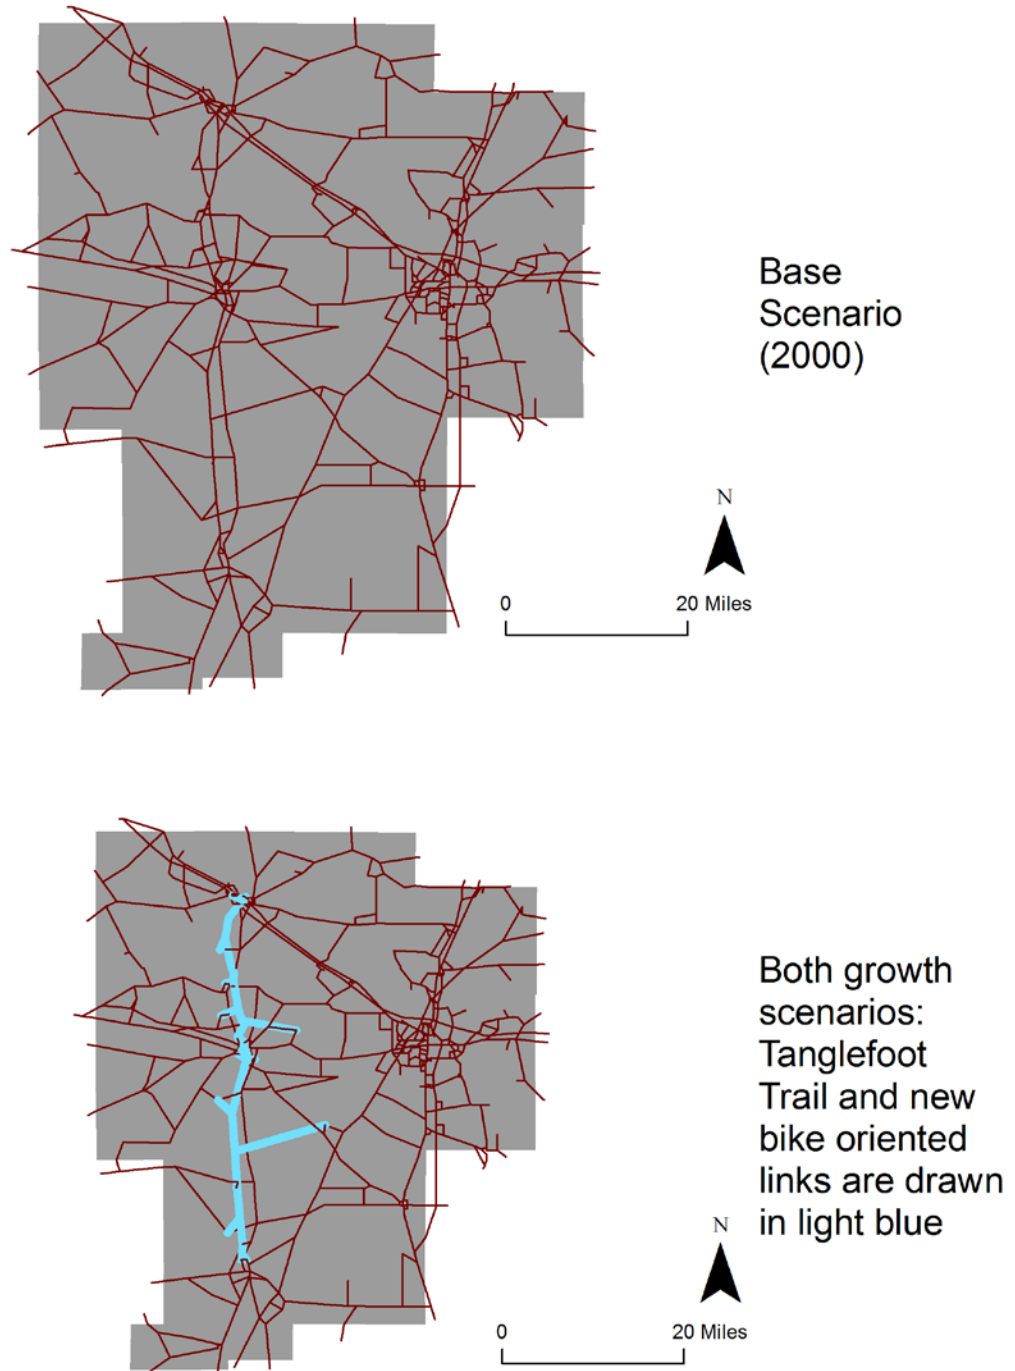 Base
Scenario
(2000)
N
0 20 Miles
Both growth
scenarios:
Tanglefoot
Trail and new
bike oriented
links are drawn
in light blue
N
0 20 Miles